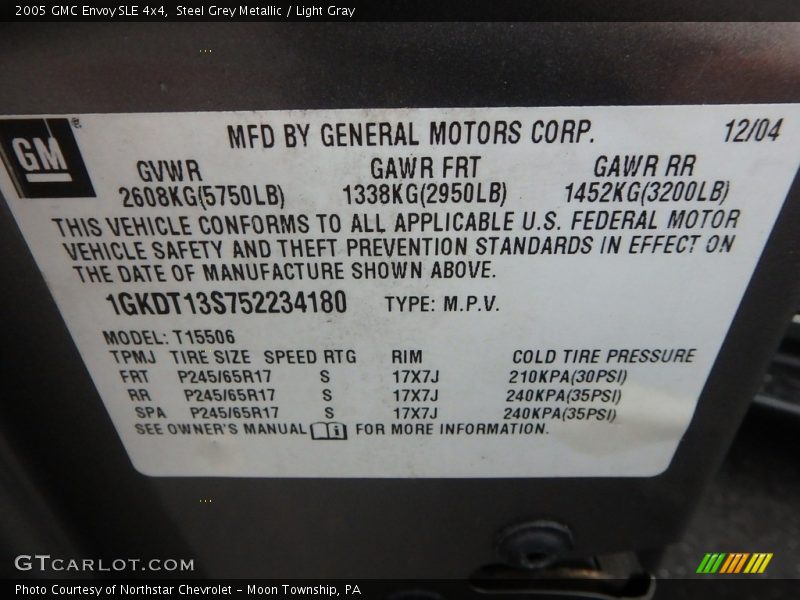 2005 GMC Envoy SLE 4x4, Steel Grey Metallic / Light Gray
GM
MFD BY GENERAL MOTORS CORP.
12/04
GVWR GAWR FRT GAWR RR
2608KG(5750LB) 1338KG(2950LB) 1452KG(3200LB)
THIS VEHICLE CONFORMS TO ALL APPLICABLE U.S. FEDERAL MOTOR
VEHICLE SAFETY AND THEFT PREVENTION STANDARDS IN EFFECT ON
THE DATE OF MANUFACTURE SHOWN ABOVE.
1GKDT13S752234180 TYPE: M.P.V.
MODEL: T15506
TPMJ TIRE SIZE SPEED RTG RIM COLD TIRE PRESSURE
FRT P245/65R17 S 17X7J 210KPA(30PSI)
RR P245/65R17 S 17X7J 240KPA(35PSI)
SPA P245/65R17 S 17X7J 240KPA(35PSI)
SEE OWNER'S MANUAL FOR MORE INFORMATION.
GTCARLOT.COM
Photo Courtesy of Northstar Chevrolet - Moon Township, PA